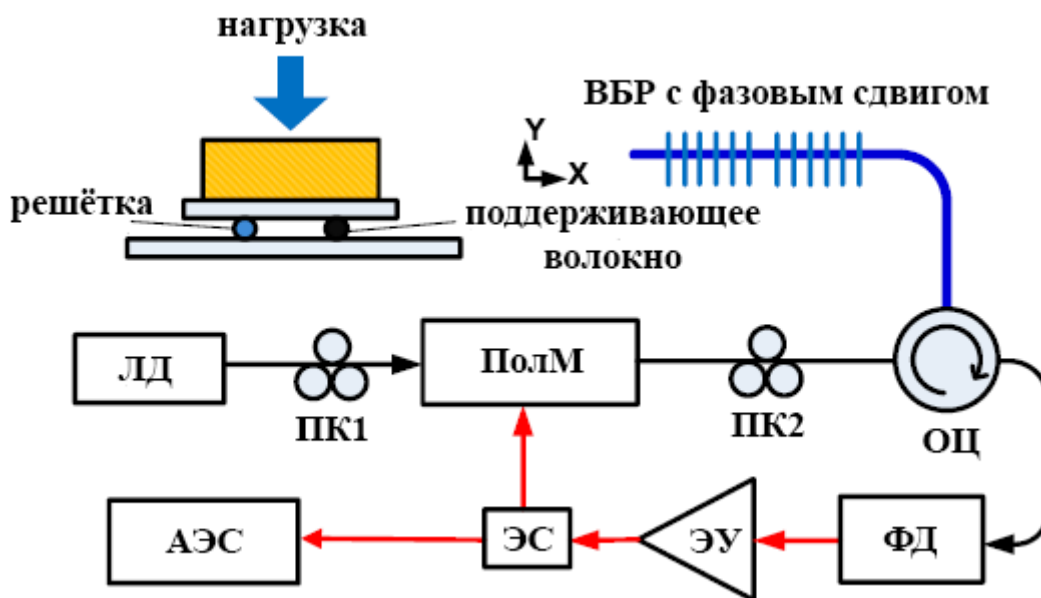 нагрузка
ВБР с фазовым сдвигом
Y
X
решётка
поддерживающее
волокно
ЛД
ПК1
ПолМ
ПК2
ОЦ
АЭС
ЭС
ЭУ
ФД